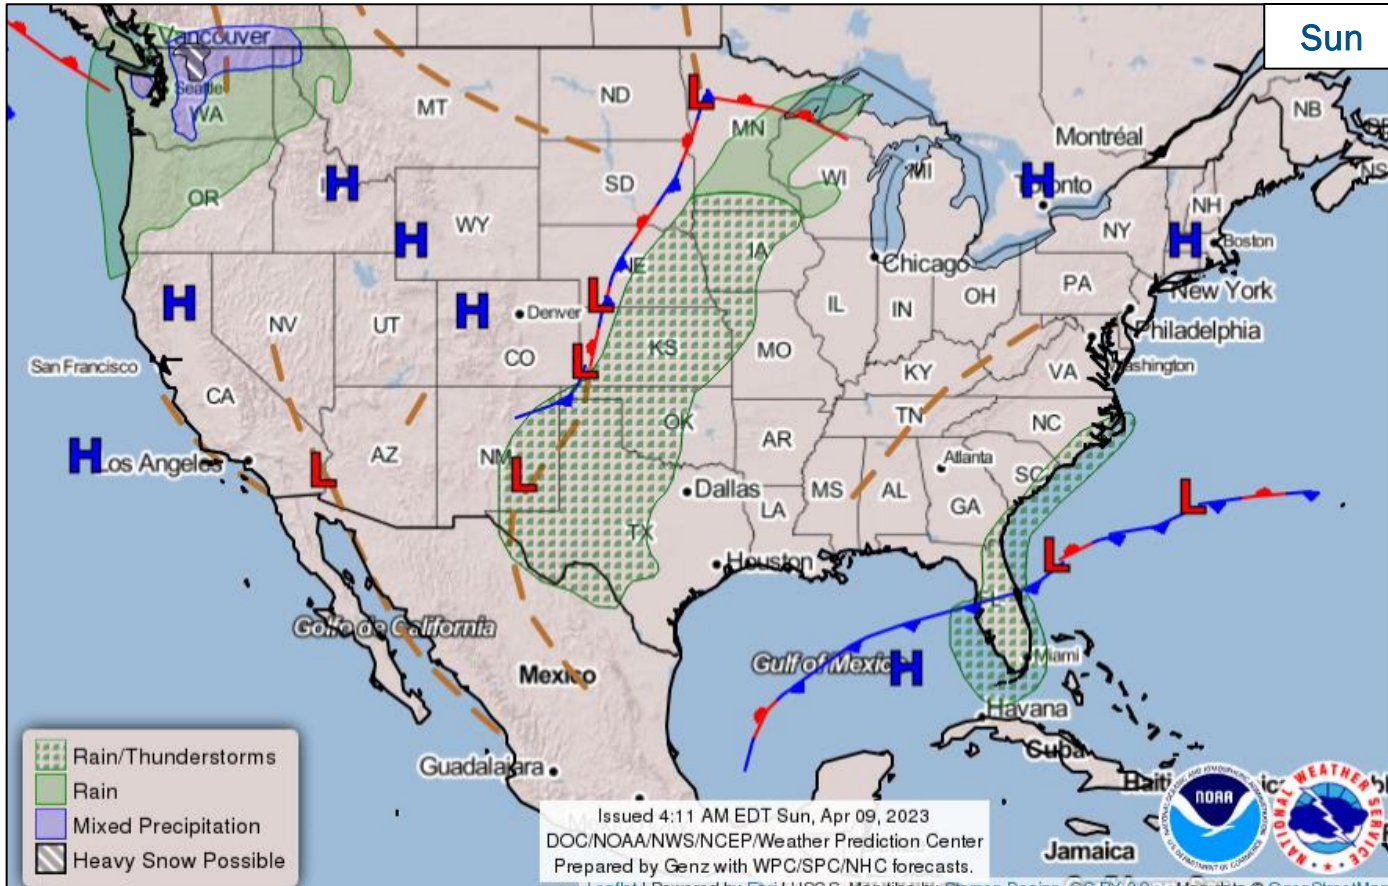 Sun
Vancouver
Seattle
WA
MT
ND
MN
Montréal
NB
NS
OR
SD
WI
MI
Toronto
NH
WY
NY
Boston
H
H
H
H
H
H
H
H
L
L
L
L
L
L
L
NE
IA
Chicago
PA
New York
NV
UT
Denver
CO
KS
MO
IL
IN
OH
Philadelphia
San Francisco
CA
KY
VA
Washington
Los Angeles
AZ
NM
OK
AR
TN
NC
Atlanta
SC
Dallas
MS
AL
GA
LA
TX
Houston
Golfo de California
Mexico
Gulf of Mexico
Miami
Havana
Cuba
Guadalajara
Jamaica
Rain/Thunderstorms
Rain
Mixed Precipitation
Heavy Snow Possible
Issued 4:11 AM EDT Sun, Apr 09, 2023
DOC/NOAA/NWS/NCEP/Weather Prediction Center
Prepared by Genz with WPC/SPC/NHC forecasts.
NOAA
NATIONAL WEATHER SERVICE